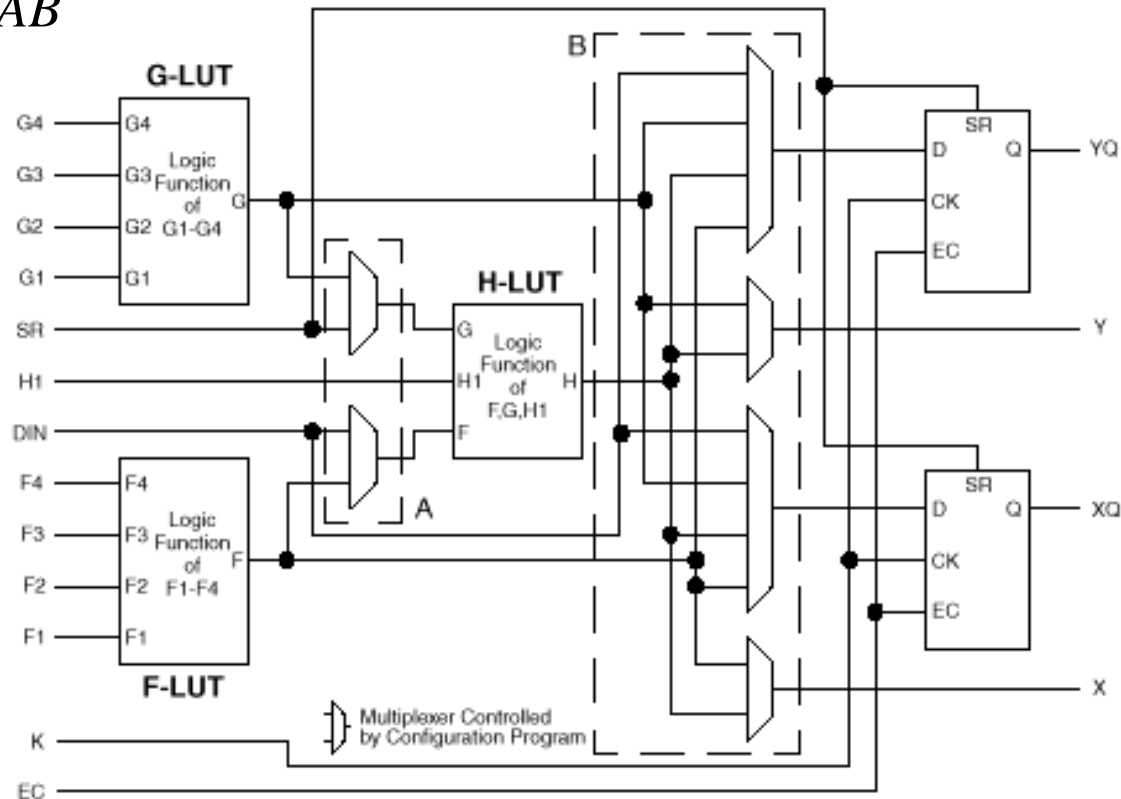 AB
B
G-LUT
G4
G3
G2
G1
G4
G3
G2
G1
Logic
Function
of
G1-G4
G
SR
H1
DIN
H-LUT
G
H1
F
Logic
Function
of
F,G,H1
H
A
F4
F3
F2
F1
F4
F3
F2
F1
Logic
Function
of
F1-F4
F
F-LUT
Multiplexer Controlled
by Configuration Program
K
EC
SR
D
Q
CK
EC
YQ
Y
SR
D
Q
CK
EC
XQ
X